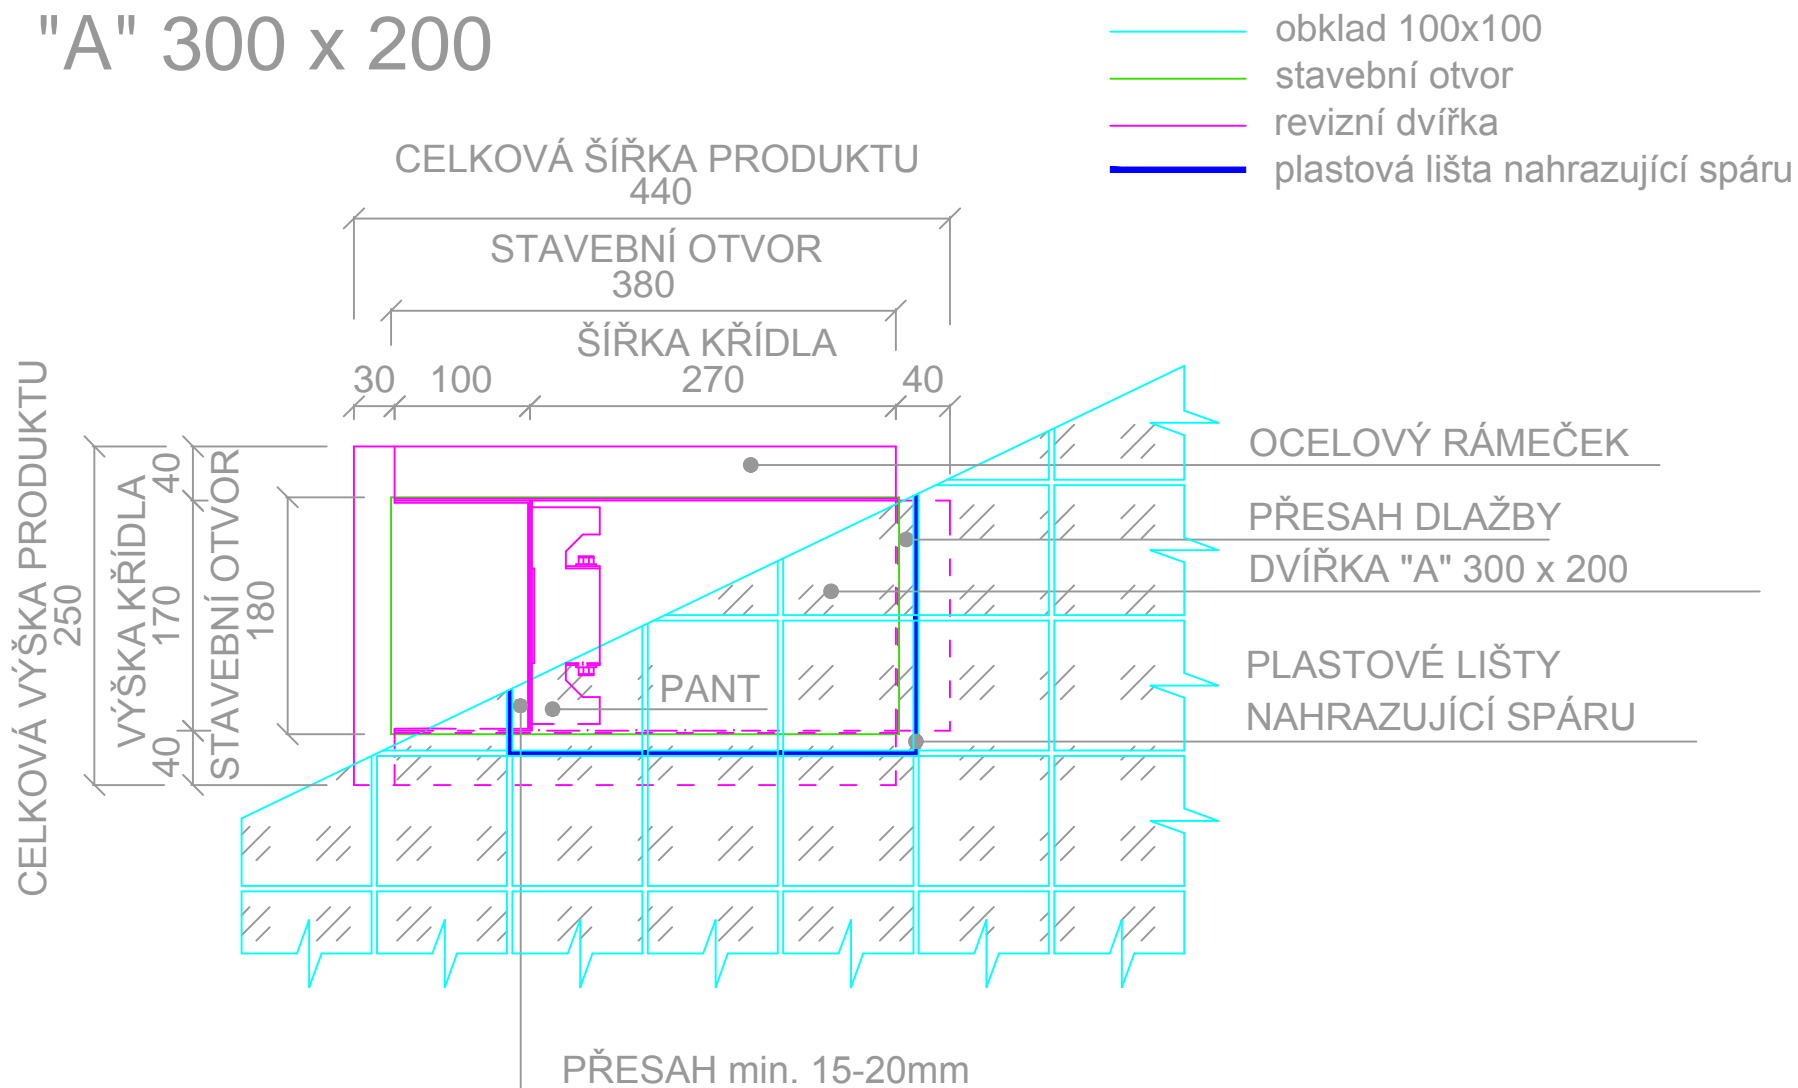 "A" 300 x 200
obklad 100x100
stavební otvor
revizní dvířka
plastová lišta nahrazující spáru
CELKOVÁ ŠÍŘKA PRODUKTU
440
STAVEBNÍ OTVOR
380
ŠÍŘKA KŘÍDLA
30 100 270 40
CELKOVÁ VÝŠKA PRODUKTU
250
VÝŠKA KŘÍDLA
40 170 40
STAVEBNÍ OTVOR
180
OCELOVÝ RÁMEČEK
PŘESAH DLAŽBY
DVÍŘKA "A" 300 x 200
PANT
PLASTOVÉ LIŠTY
NAHRAZUJÍCÍ SPÁRU
PŘESAH min. 15-20mm